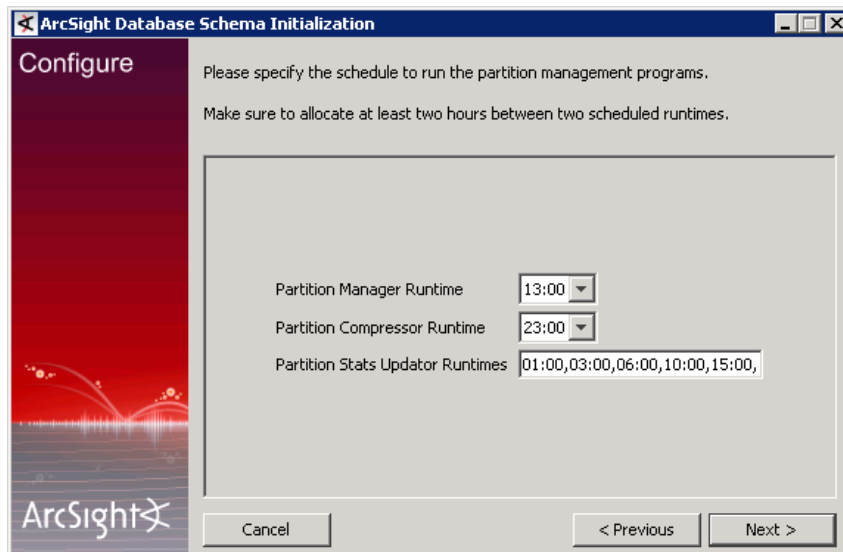 ArcSight Database Schema Initialization
Configure
Please specify the schedule to run the partition management programs.
Make sure to allocate at least two hours between two scheduled runtimes.
Partition Manager Runtime 13:00
Partition Compressor Runtime 23:00
Partition Stats Updator Runtimes 01:00,03:00,06:00,10:00,15:00,
ArcSight
Cancel < Previous Next >